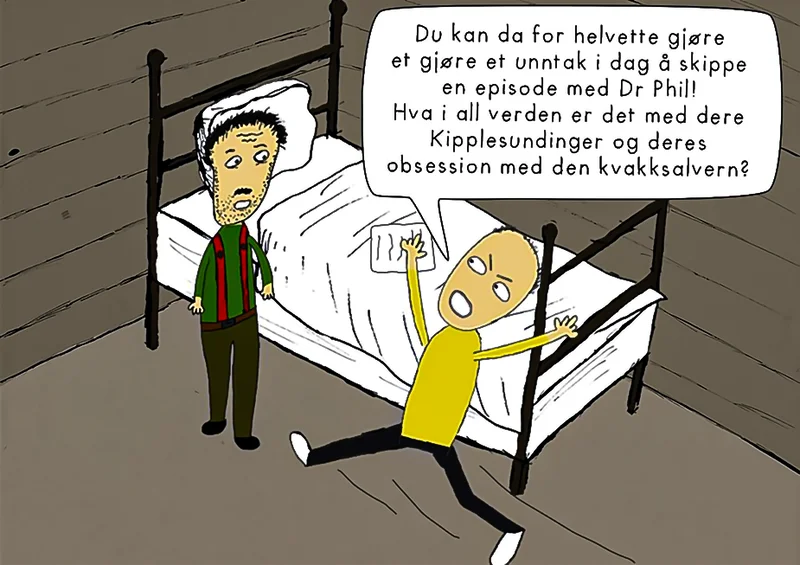 Du kan da for helvette gjøre
et gjøre et unntak i dag å skippe
en episode med Dr Phil!
Hva i all verden er det med dere
Kipplesundinger og deres
obsession med den kvakksalvern?